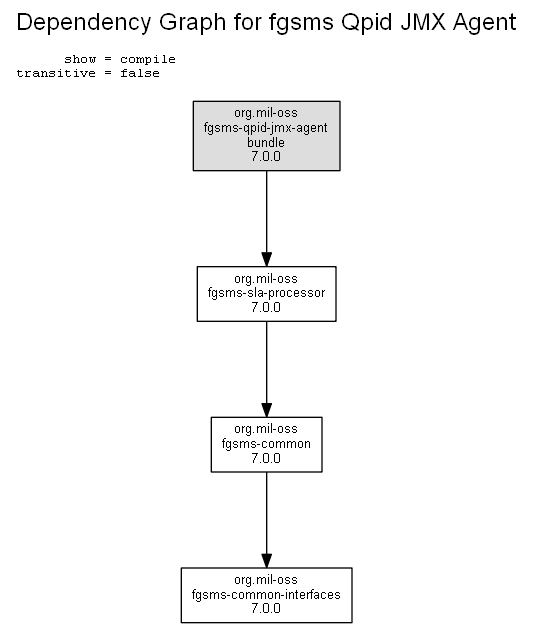 Dependency Graph for fgsms Qpid JMX Agent
show = compile
transitive = false
org.mil-oss
fgsms-qpid-jmx-agent
bundle
7.0.0
org.mil-oss
fgsms-sla-processor
7.0.0
org.mil-oss
fgsms-common
7.0.0
org.mil-oss
fgsms-common-interfaces
7.0.0